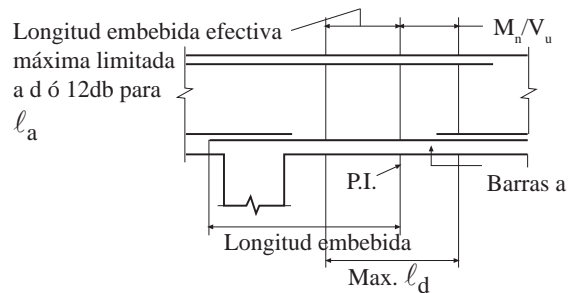 Longitud embebida efectiva
máxima limitada
a d ó 12db para
ℓa
Mn/Vu
P.I.
Barras a
Longitud embebida
Max. ℓd